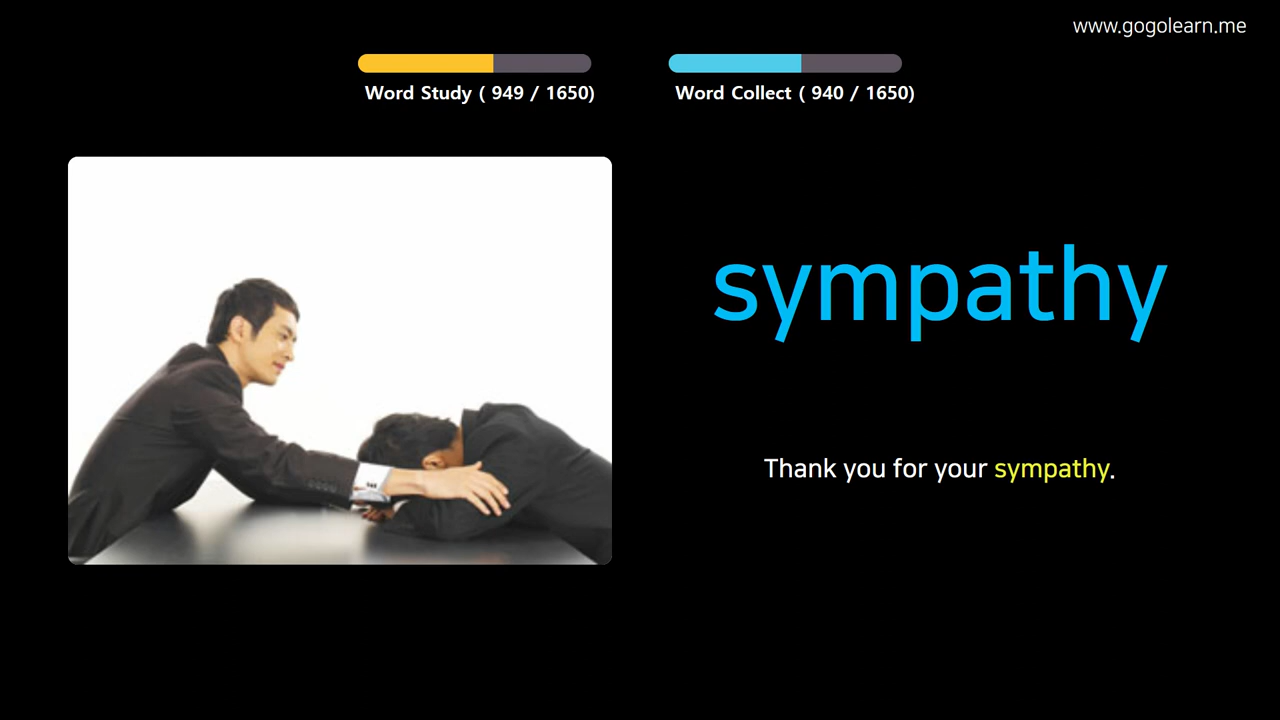 www.gogolearn.me
Word Study ( 949 / 1650)
Word Collect ( 940 / 1650)
sympathy
Thank you for your sympathy.